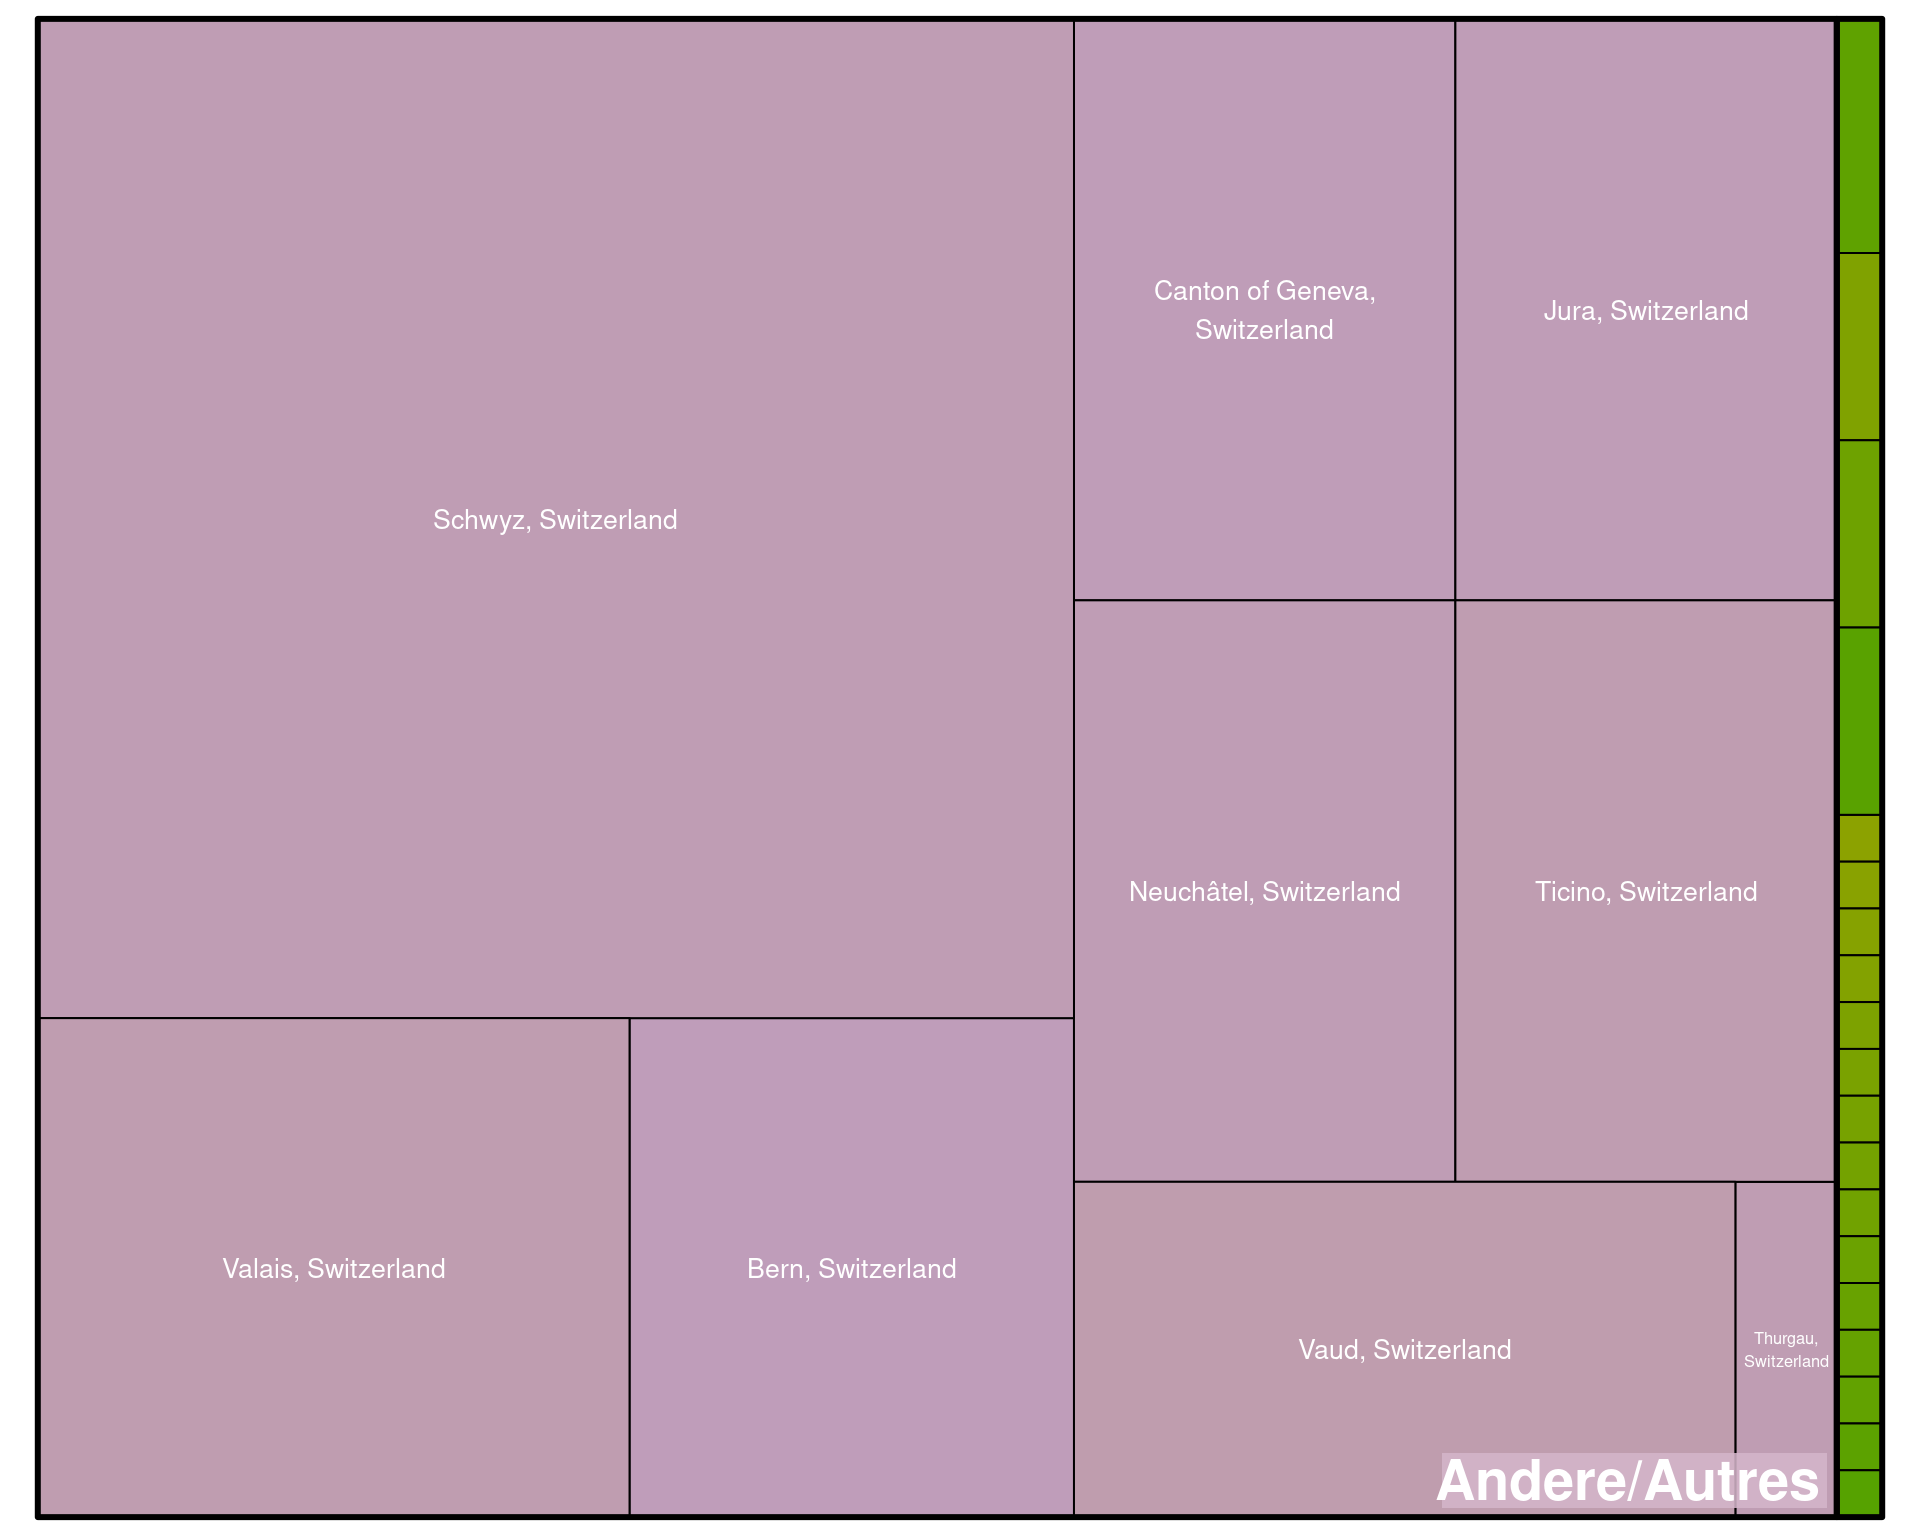 Schwyz, Switzerland
Canton of Geneva,
Switzerland
Jura, Switzerland
Neuchâtel, Switzerland
Ticino, Switzerland
Valais, Switzerland
Bern, Switzerland
Vaud, Switzerland
Thurgau,
Switzerland
Andere/Autres